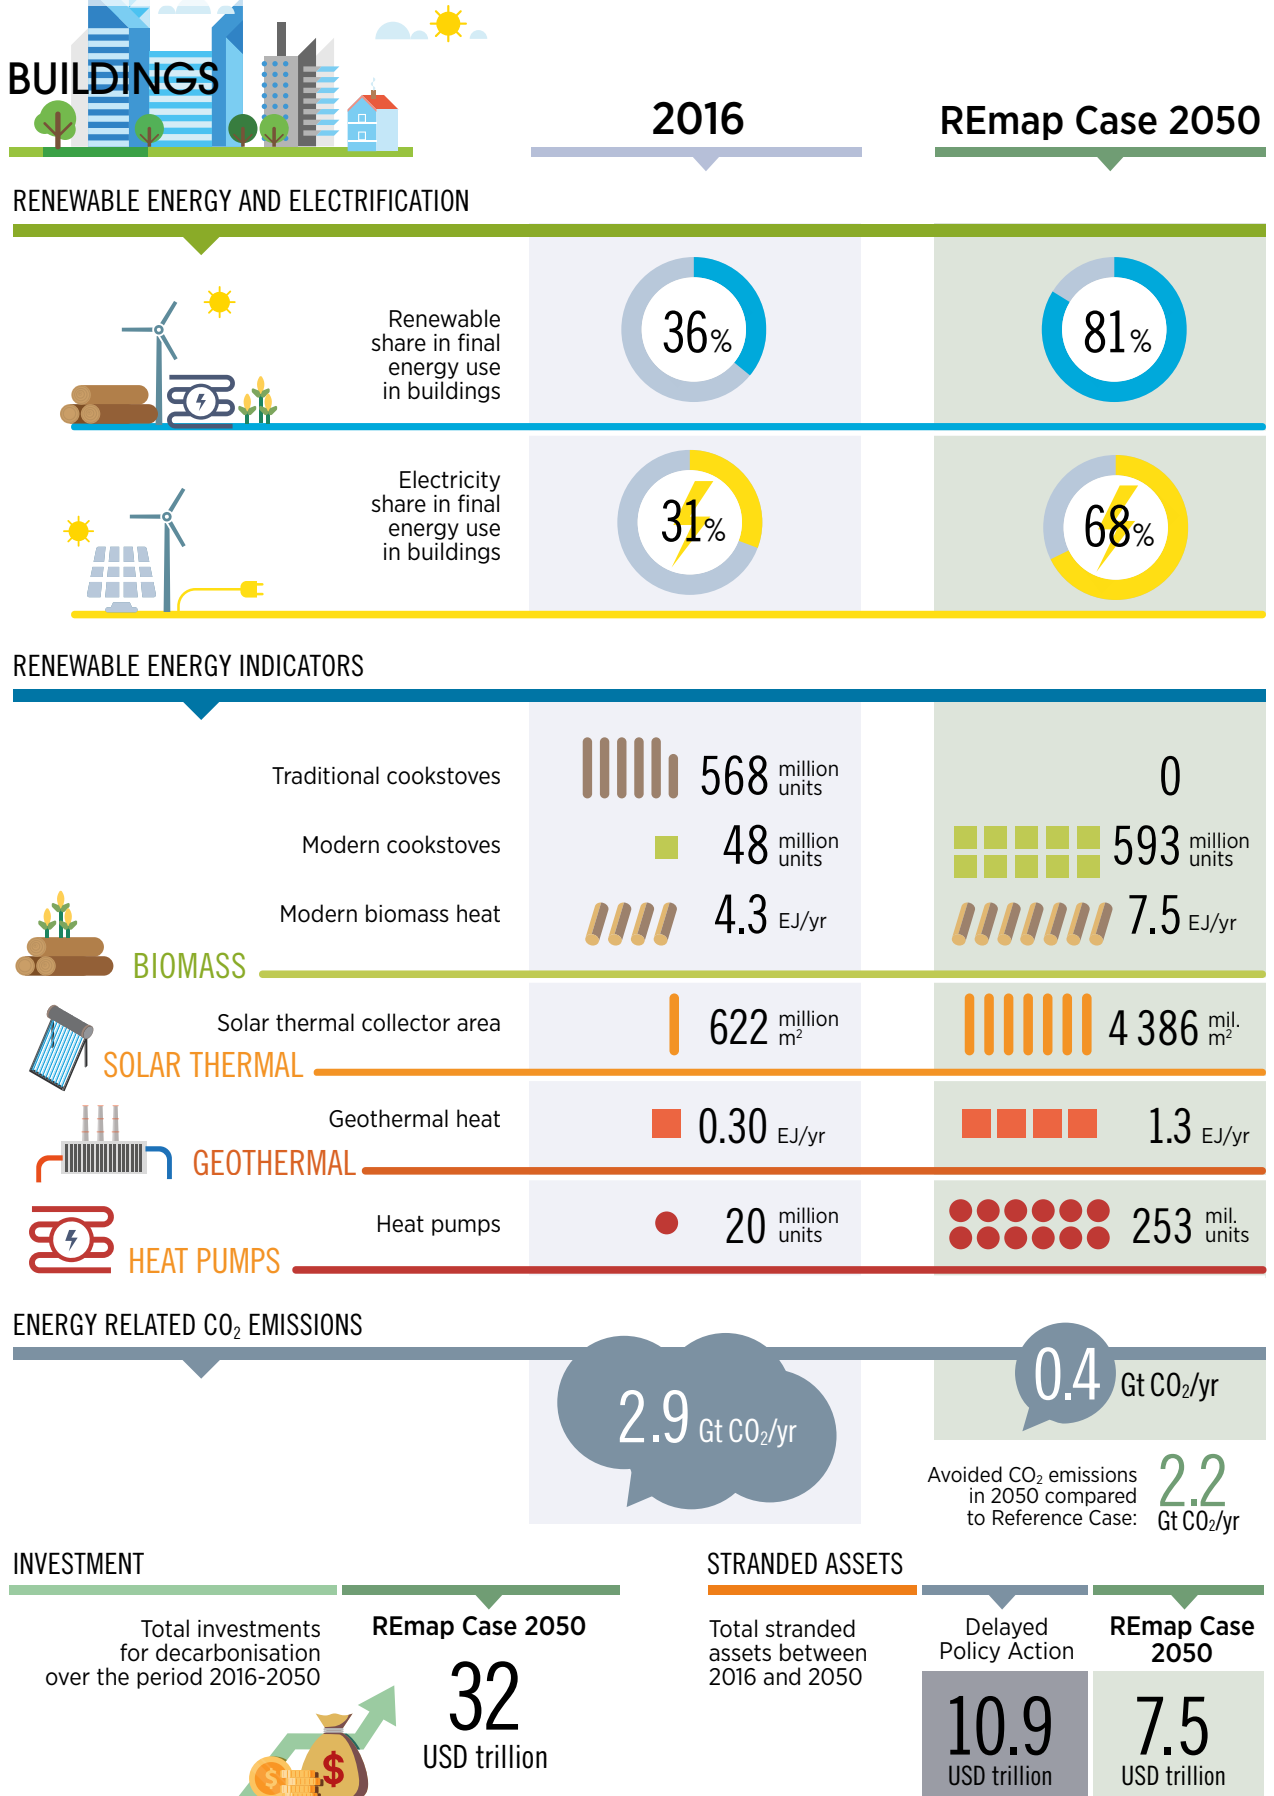 BUILDINGS
2016
REmap Case 2050
RENEWABLE ENERGY AND ELECTRIFICATION
Renewable
share in final
energy use
in buildings
36%
81%
Electricity
share in final
energy use
in buildings
31%
68%
RENEWABLE ENERGY INDICATORS
Traditional cookstoves
568 million
units
0
Modern cookstoves
48 million
units
593 million
units
Modern biomass heat
4.3 EJ/yr
7.5 EJ/yr
BIOMASS
Solar thermal collector area
622 million
m²
4 386 mil.
m²
SOLAR THERMAL
Geothermal heat
0.30 EJ/yr
1.3 EJ/yr
GEOTHERMAL
Heat pumps
20 million
units
253 mil.
units
HEAT PUMPS
ENERGY RELATED CO₂ EMISSIONS
2.9 Gt CO₂/yr
0.4 Gt CO₂/yr
Avoided CO₂ emissions
in 2050 compared
to Reference Case:
2.2
Gt CO₂/yr
INVESTMENT
Total investments
for decarbonisation
over the period 2016-2050
REmap Case 2050
32
USD trillion
$
$
STRANDED ASSETS
Total stranded
assets between
2016 and 2050
Delayed
Policy Action
10.9
USD trillion
REmap Case
2050
7.5
USD trillion